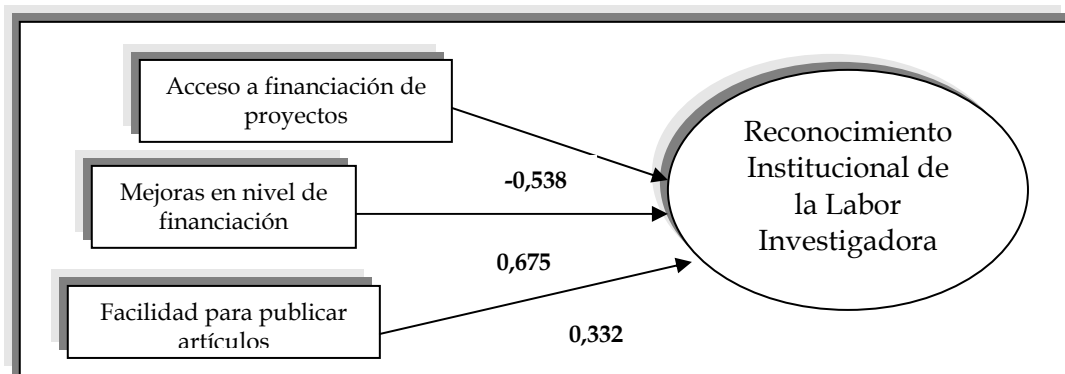 Acceso a financiación de
proyectos
-0,538
Mejoras en nivel de
financiación
0,675
Facilidad para publicar
artículos
0,332
Reconocimiento
Institucional de
la Labor
Investigadora